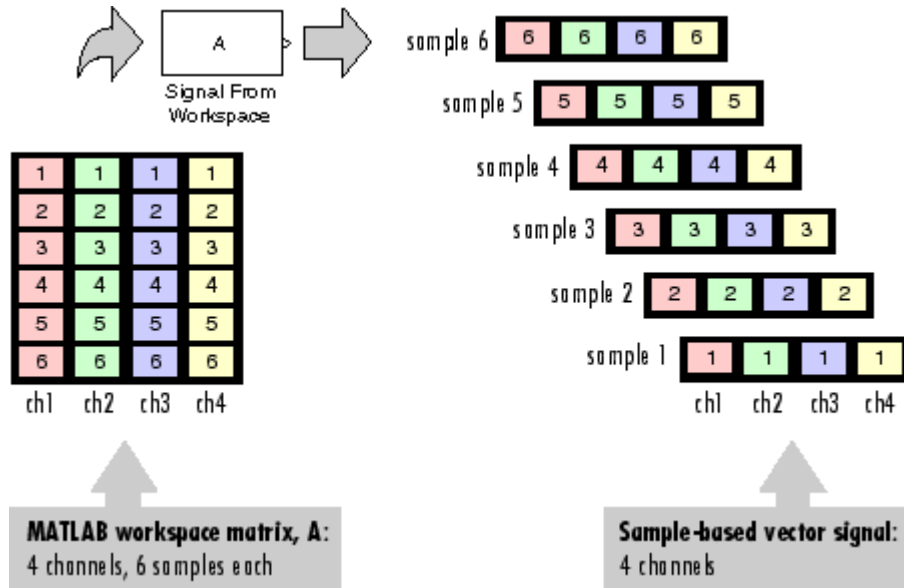 A
Signal From
Workspace
1 1 1 1
2 2 2 2
3 3 3 3
4 4 4 4
5 5 5 5
6 6 6 6
ch1 ch2 ch3 ch4
MATLAB workspace matrix, A:
4 channels, 6 samples each
sample 6 6 6 6 6
sample 5 5 5 5 5
sample 4 4 4 4 4
sample 3 3 3 3 3
sample 2 2 2 2 2
sample 1 1 1 1 1
ch1 ch2 ch3 ch4
Sample-based vector signal:
4 channels